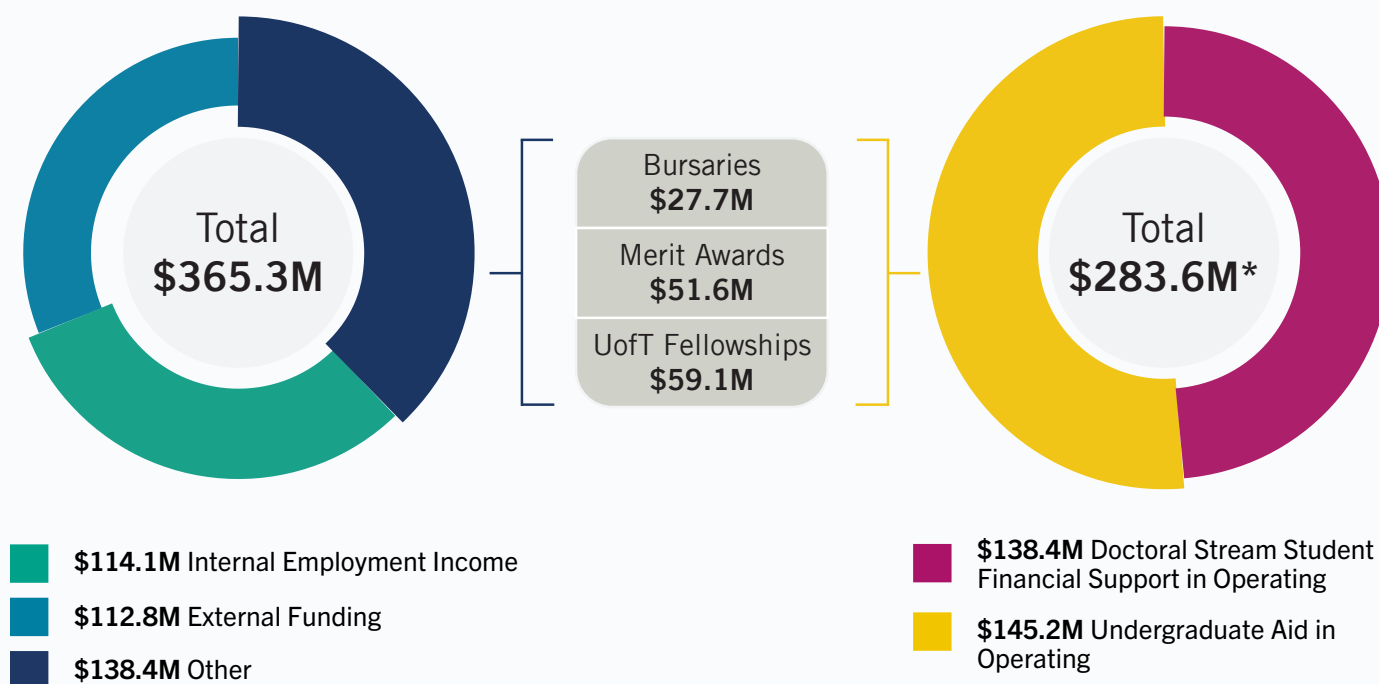 Total
$365.3M
Bursaries
$27.7M
Merit Awards
$51.6M
UofT Fellowships
$59.1M
Total
$283.6M*
$114.1M Internal Employment Income
$112.8M External Funding
$138.4M Other
$138.4M Doctoral Stream Student
Financial Support in Operating
$145.2M Undergraduate Aid in
Operating